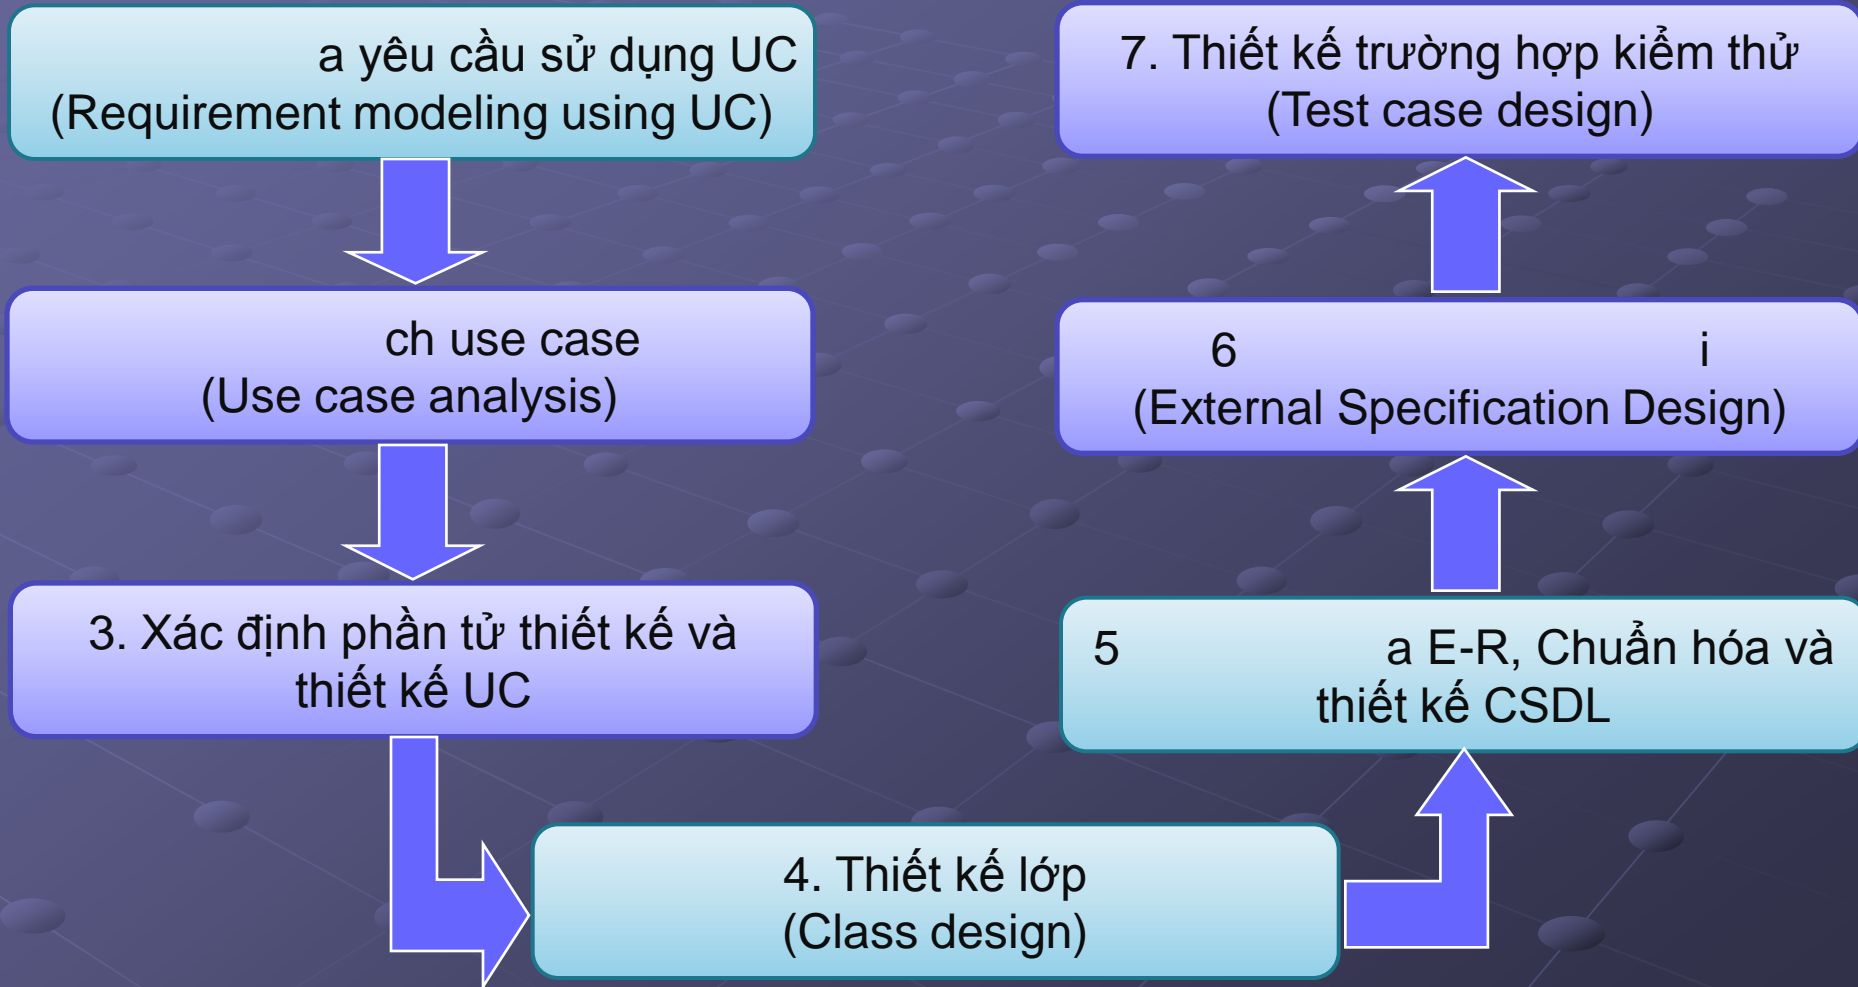 a yêu cầu sử dụng UC
(Requirement modeling using UC)
ch use case
(Use case analysis)
3. Xác định phần tử thiết kế và
thiết kế UC
4. Thiết kế lớp
(Class design)
5 a E-R, Chuẩn hóa và
thiết kế CSDL
6 i
(External Specification Design)
7. Thiết kế trường hợp kiểm thử
(Test case design)